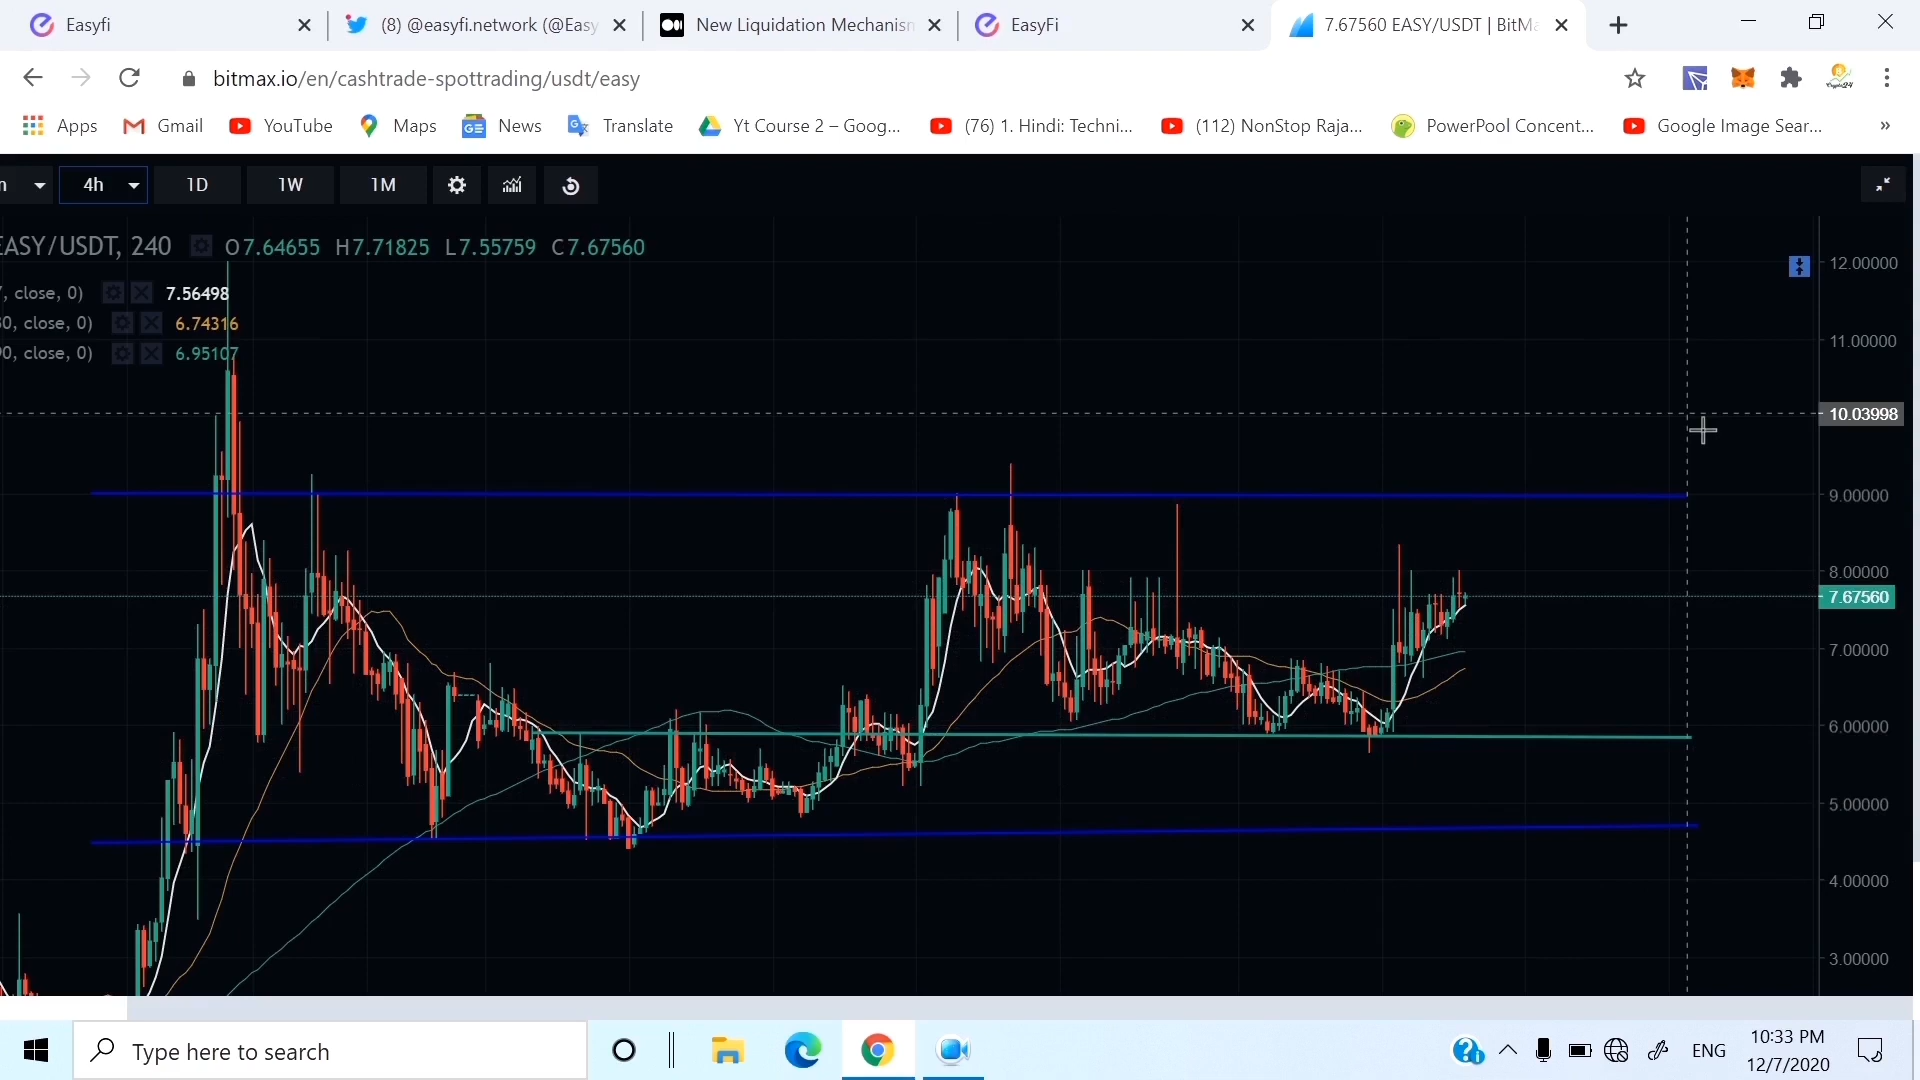 Easyfi
(8) @easyfi.network (@Easy
New Liquidation Mechanism
EasyFi
7.67560 EASY/USDT | BitMa
bitmax.io/en/cashtrade-spottrading/usdt/easy
Apps
Gmail
YouTube
Maps
News
Translate
Yt Course 2 – Goog...
(76) 1. Hindi: Techni...
(112) NonStop Raja...
PowerPool Concent...
Google Image Sear...
»
4h
1D
1W
1M
EASY/USDT, 240
O7.64655 H7.71825 L7.55759 C7.67560
, close, 0) 7.56498
0, close, 0) 6.74316
0, close, 0) 6.95107
12.00000
11.00000
10.03998
9.00000
8.00000
7.67560
7.00000
6.00000
5.00000
4.00000
3.00000
Type here to search
ENG
10:33 PM
12/7/2020